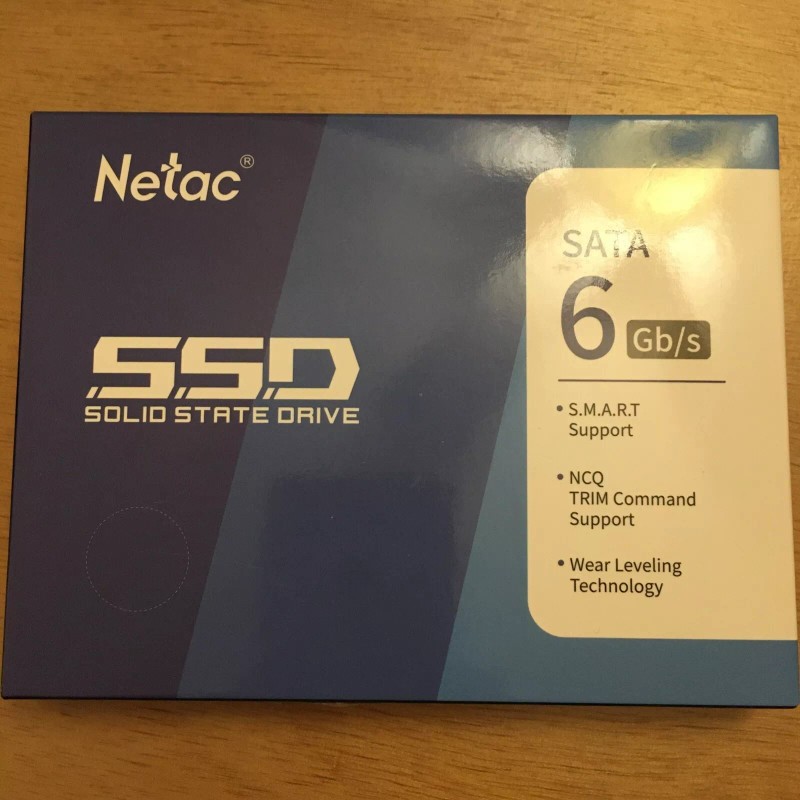 Netac®
SSD
SOLID STATE DRIVE
SATA
6 Gb/s
• S.M.A.R.T
Support
• NCQ
TRIM Command
Support
• Wear Leveling
Technology